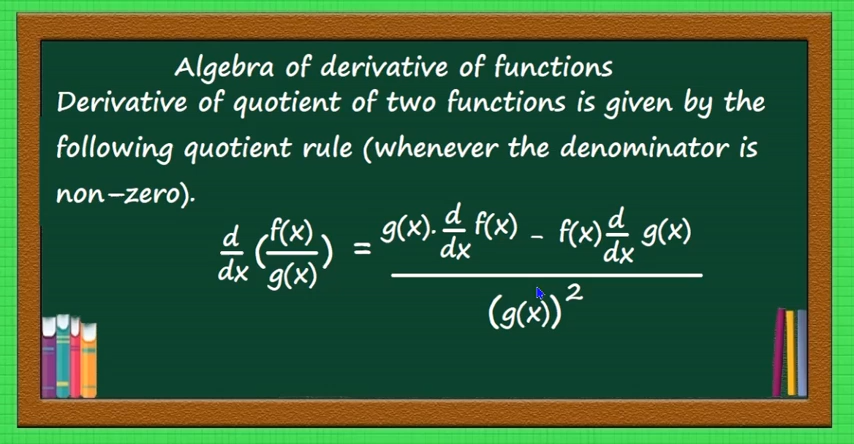 Algebra of derivative of functions
Derivative of quotient of two functions is given by the
following quotient rule (whenever the denominator is
non-zero).
d/dx (f(x)/g(x)) = (g(x). d/dx f(x) - f(x) d/dx g(x))/(g(x))²